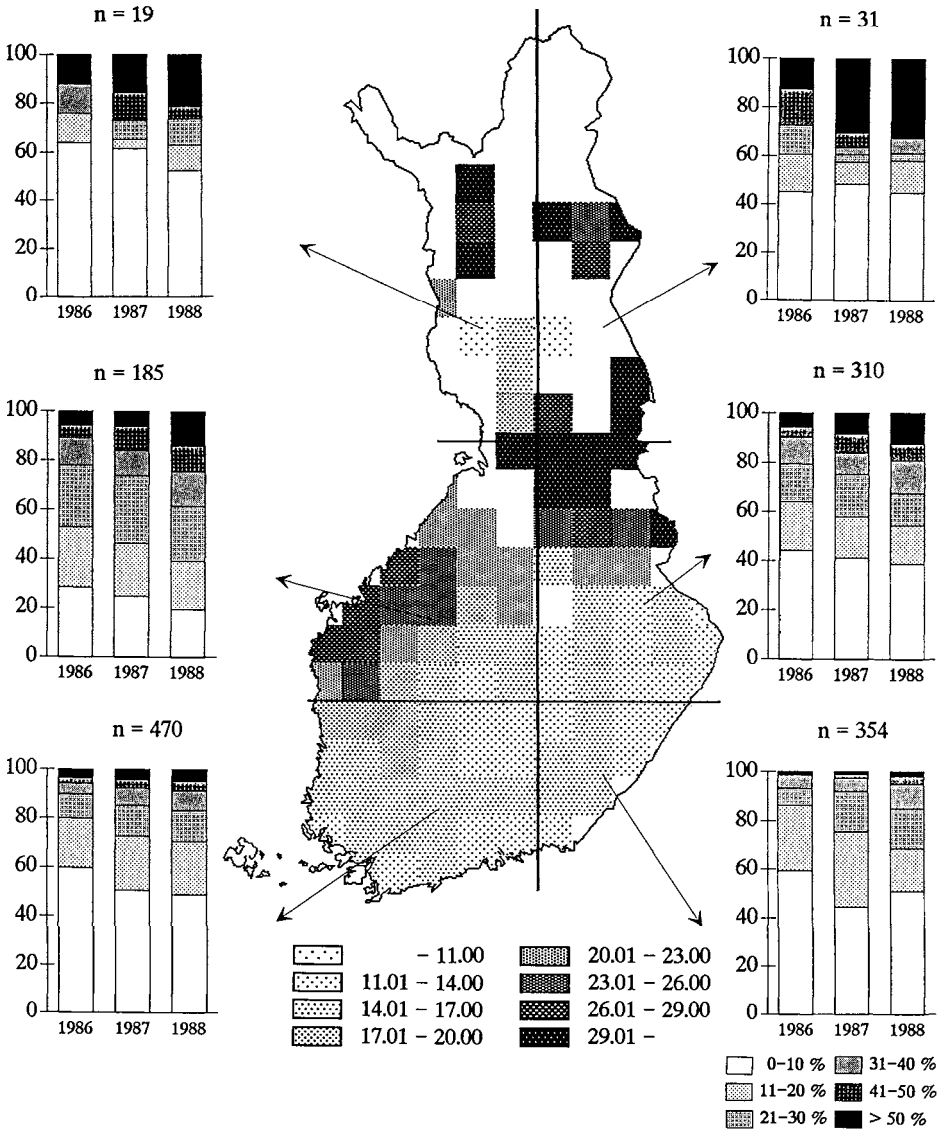 n = 19
100
80
60
40
20
0
1986 1987 1988
n = 31
100
80
60
40
20
0
1986 1987 1988
n = 185
100
80
60
40
20
0
1986 1987 1988
n = 310
100
80
60
40
20
0
1986 1987 1988
n = 470
100
80
60
40
20
0
1986 1987 1988
n = 354
100
80
60
40
20
0
1986 1987 1988
– 11.00
11.01 – 14.00
14.01 – 17.00
17.01 – 20.00
20.01 – 23.00
23.01 – 26.00
26.01 – 29.00
29.01 –
0–10 %
11–20 %
21–30 %
31–40 %
41–50 %
> 50 %